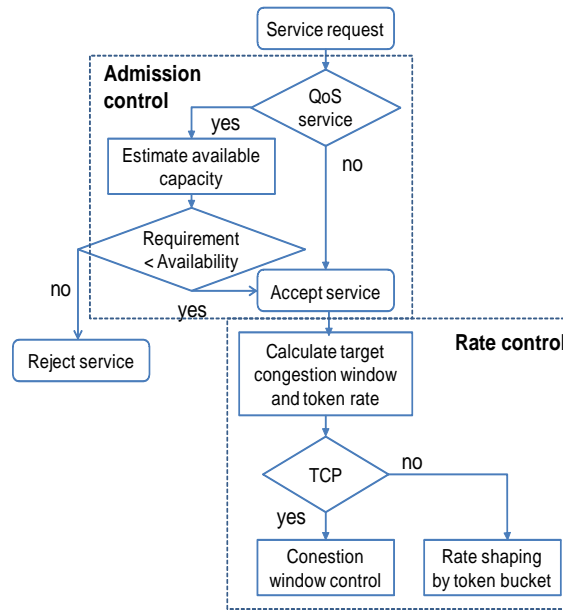 Service request
Admission
control
QoS
service
yes
no
Estimate available
capacity
Requirement
< Availability
no
yes
Accept service
Reject service
Rate control
Calculate target
congestion window
and token rate
TCP
no
yes
Conestion
window control
Rate shaping
by token bucket